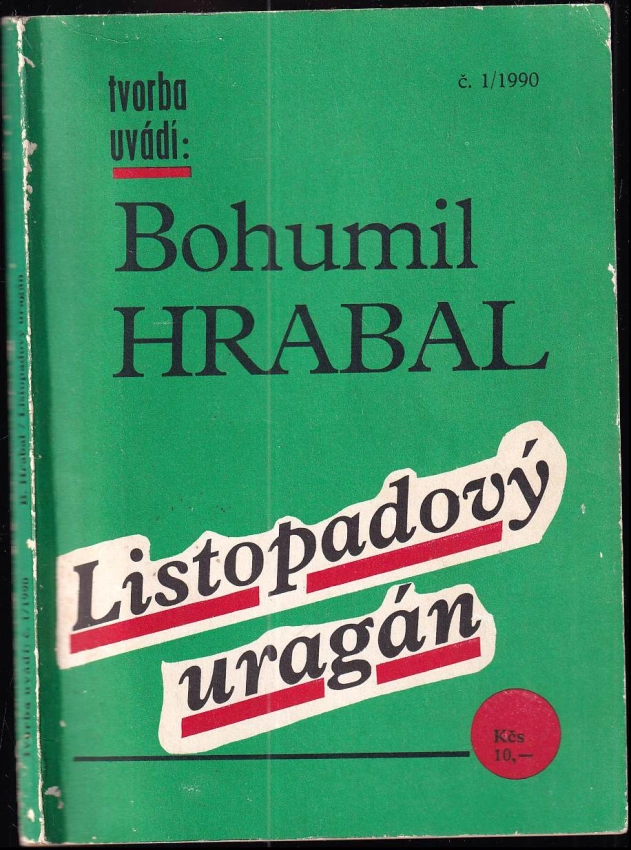 tvorba
uvádí:
č. 1/1990
Bohumil
HRABAL
Listopadový
uragán
Kčs
10,—
B. Hrabal / Listopadový uragán
Tvorba uvádí č. 1/1990